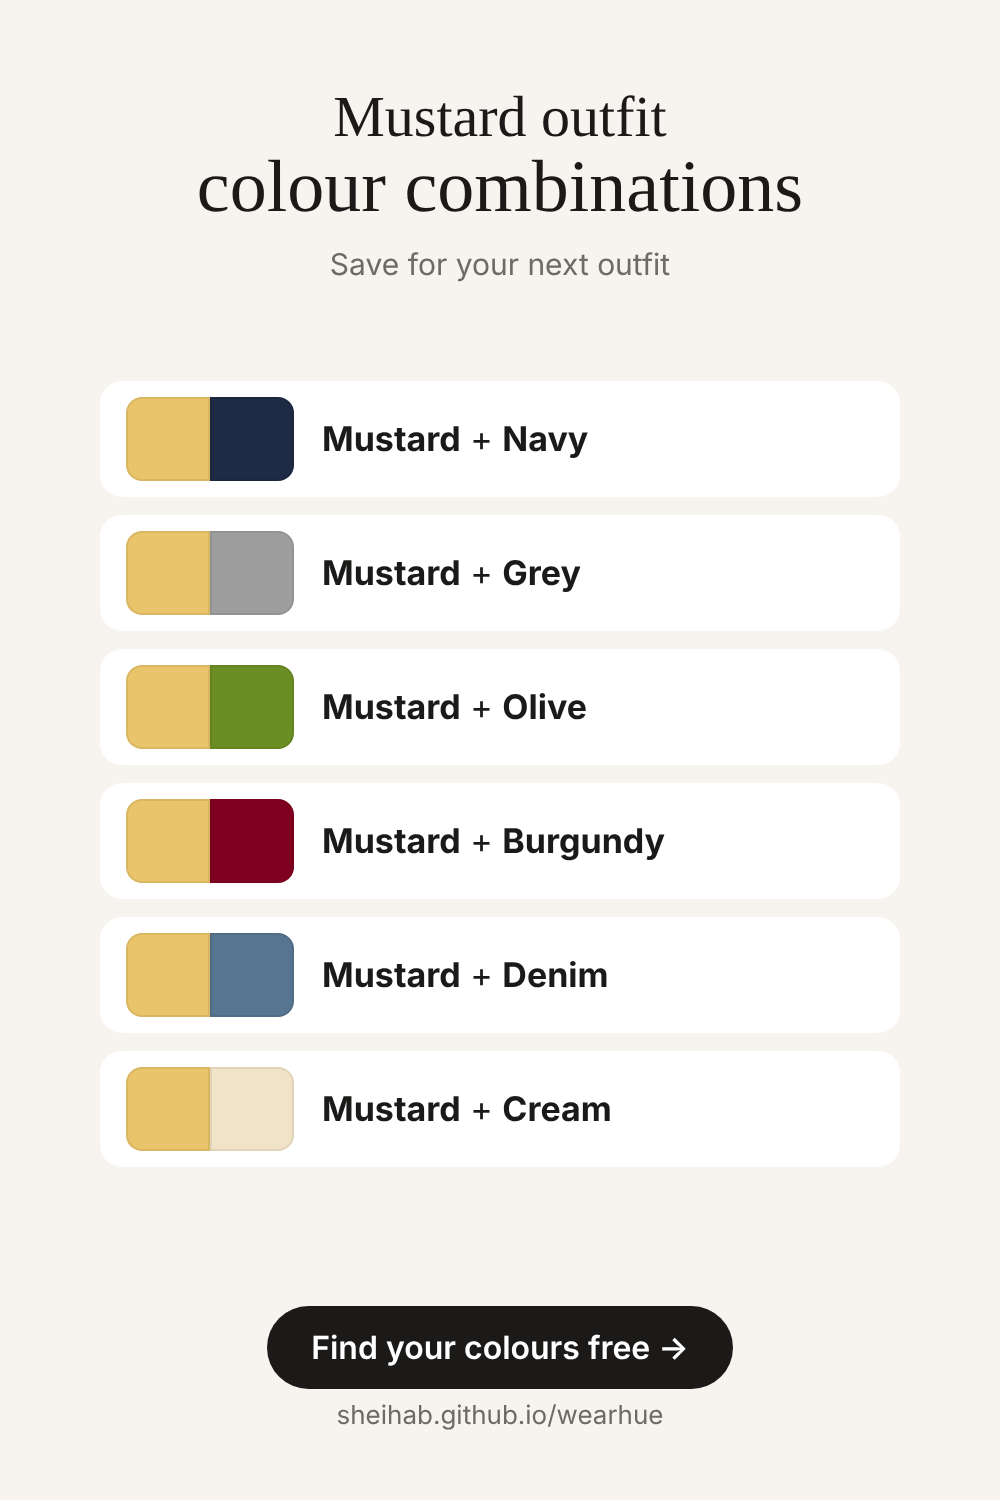 Mustard outfit
colour combinations
Save for your next outfit
Mustard + Navy
Mustard + Grey
Mustard + Olive
Mustard + Burgundy
Mustard + Denim
Mustard + Cream
Find your colours free →
sheihab.github.io/wearhue